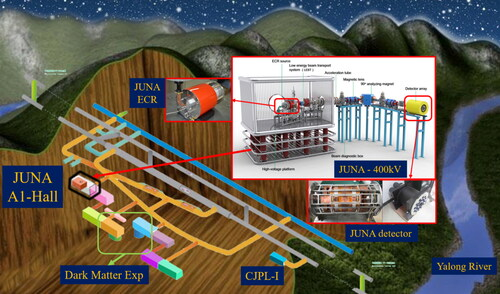 JUNA
ECR
ECR source
Low energy beam transport
system ( LEBT )
Acceleration tube
Magnetic lens
90° analyzing magnet
Detector array
High-voltage platform
Beam diagnostic box
JUNA - 400kV
JUNA
A1-Hall
JUNA detector
Dark Matter Exp
CJPL-I
Yalong River